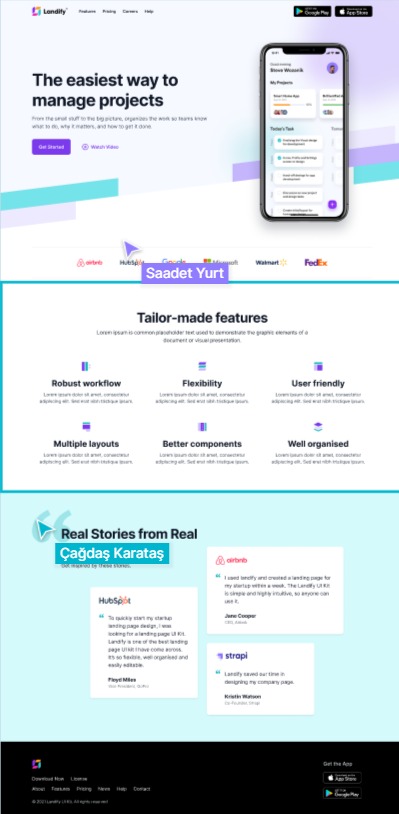 Landify
Features Pricing Careers Help
Google Play
App Store
The easiest way to
manage projects
From the small stuff to the big picture, organizes the work so teams know
what to do, why it matters, and how to get it done.
Get Started
Watch Video
Steve Wozanik
My Projects
Today's Task
airbnb HubSpot Google Microsoft Walmart FedEx
Saadet Yurt
Tailor-made features
Lorem ipsum is common placeholder text used to demonstrate the graphic elements of a
document or visual presentation.
Robust workflow
Lorem ipsum dolor sit amet, consectetur
adipiscing elit. Sed erat nibh tristique ipsum.
Flexibility
Lorem ipsum dolor sit amet, consectetur
adipiscing elit. Sed erat nibh tristique ipsum.
User friendly
Lorem ipsum dolor sit amet, consectetur
adipiscing elit. Sed erat nibh tristique ipsum.
Multiple layouts
Lorem ipsum dolor sit amet, consectetur
adipiscing elit. Sed erat nibh tristique ipsum.
Better components
Lorem ipsum dolor sit amet, consectetur
adipiscing elit. Sed erat nibh tristique ipsum.
Well organised
Lorem ipsum dolor sit amet, consectetur
adipiscing elit. Sed erat nibh tristique ipsum.
Real Stories from Real
Çağdaş Karataş
Get inspired by these stories.
HubSpot
To quickly start my startup
landing page design, I was
looking for a landing page UI Kit.
Landify is one of the best landing
page UI kit I have come across.
It's so flexible, well organised and
easily editable.
Floyd Miles
airbnb
I used landify and created a landing page for
my startup within a week. The Landify UI Kit
is simple and highly intuitive, so anyone can
use it.
Jane Cooper
CEO, Airbnb
strapi
Landify saved our time in
designing my company page.
Kristin Watson
Co-Founder, Strapi
Get the App
Download Now License
About Features Pricing News Help Contact
App Store
Google Play